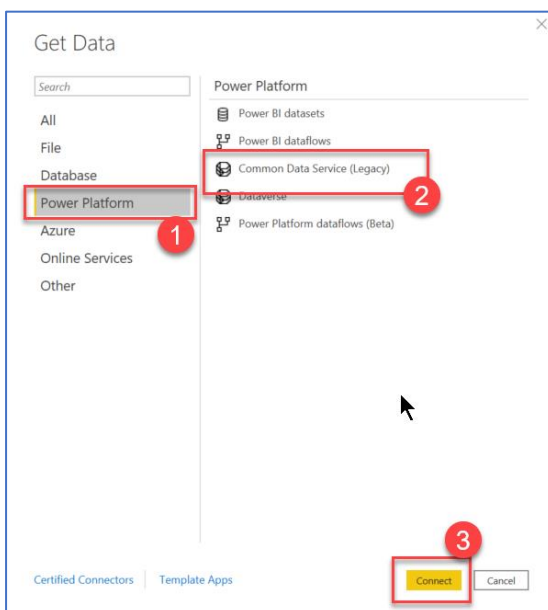 Get Data
Search
All
File
Database
Power Platform
1
Azure
Online Services
Other
Power Platform
Power BI datasets
Power BI dataflows
Common Data Service (Legacy)
2
Dataverse
Power Platform dataflows (Beta)
3
Certified Connectors
Template Apps
Connect
Cancel